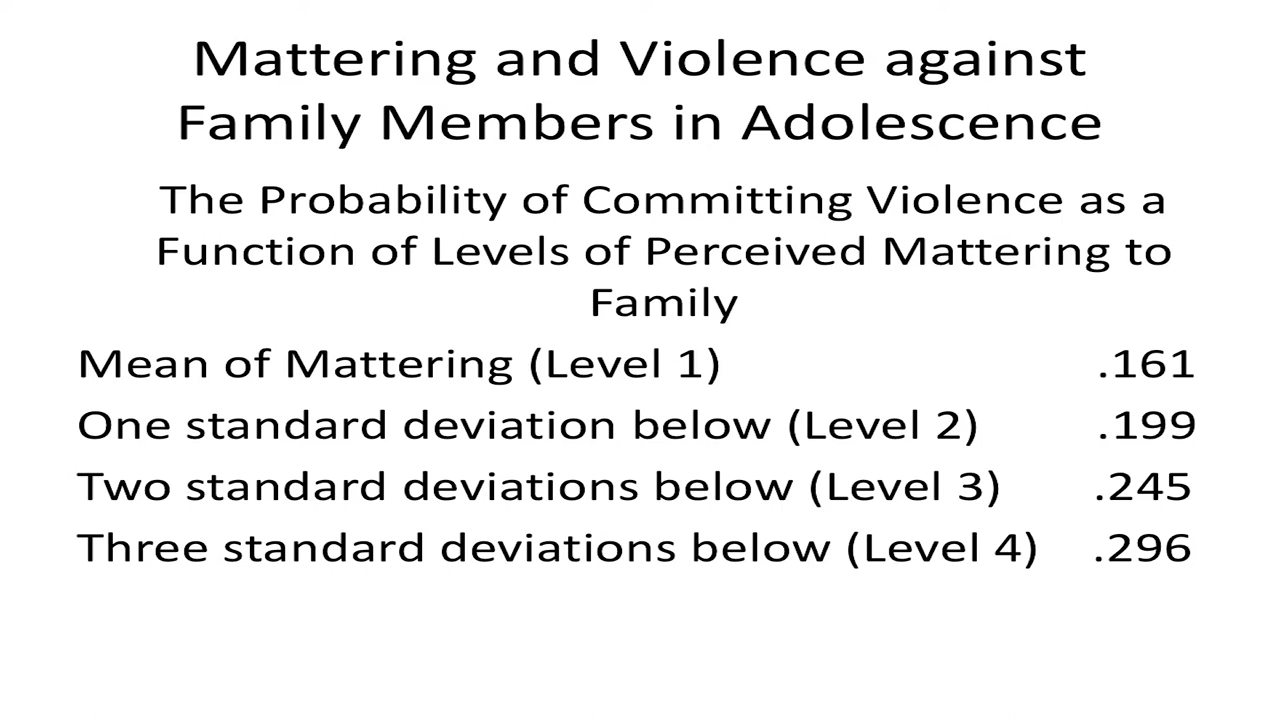 Mattering and Violence against
Family Members in Adolescence
The Probability of Committing Violence as a
Function of Levels of Perceived Mattering to
Family
Mean of Mattering (Level 1) .161
One standard deviation below (Level 2) .199
Two standard deviations below (Level 3) .245
Three standard deviations below (Level 4) .296